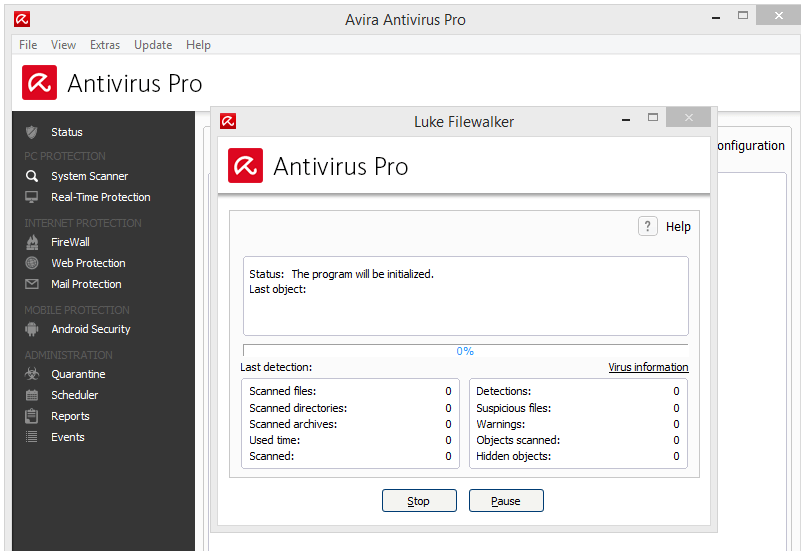 Avira Antivirus Pro
File View Extras Update Help
Antivirus Pro
Status
PC PROTECTION
System Scanner
Real-Time Protection
INTERNET PROTECTION
FireWall
Web Protection
Mail Protection
MOBILE PROTECTION
Android Security
ADMINISTRATION
Quarantine
Scheduler
Reports
Events
onfiguration
Luke Filewalker
Antivirus Pro
? Help
Status: The program will be initialized.
Last object:
0%
Last detection: Virus information
Scanned files: 0
Scanned directories: 0
Scanned archives: 0
Used time: 0
Scanned: 0
Detections: 0
Suspicious files: 0
Warnings: 0
Objects scanned: 0
Hidden objects: 0
Stop Pause